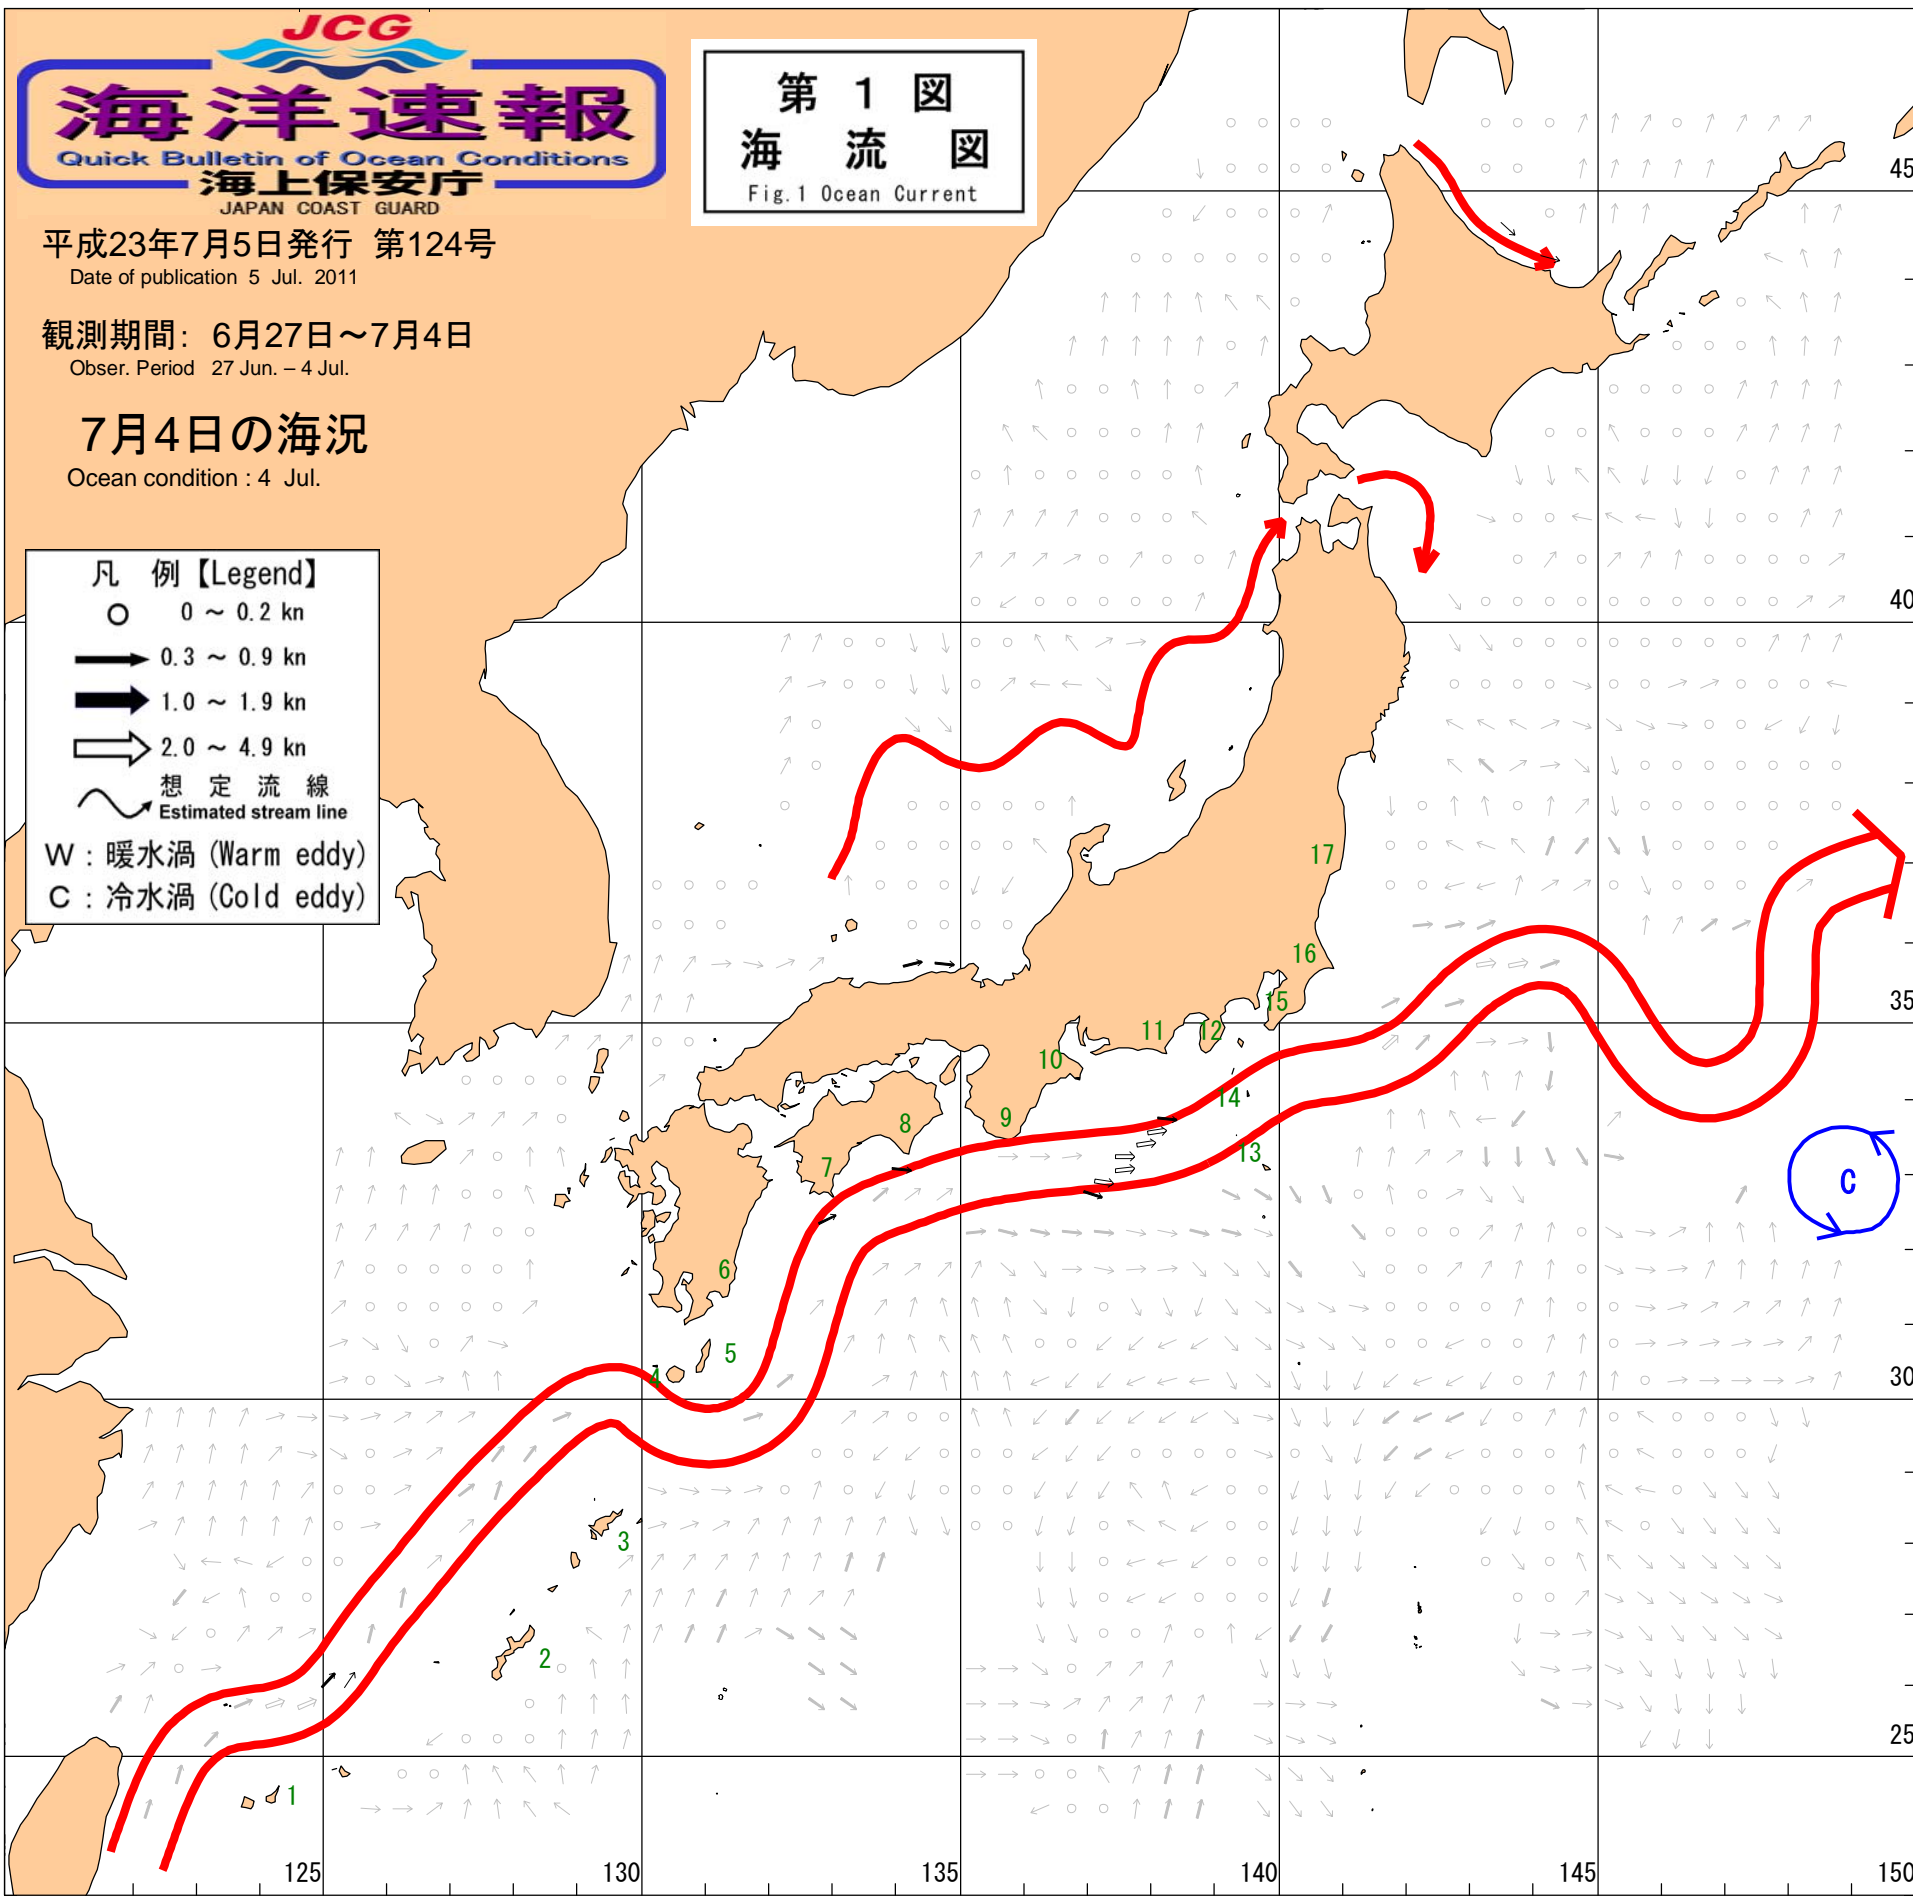 JCG
海洋速報
Quick Bulletin of Ocean Conditions
海上保安庁
JAPAN COAST GUARD
第 1 図
海 流 図
Fig.1 Ocean Current
平成23年7月5日発行 第124号
Date of publication 5 Jul. 2011
観測期間: 6月27日～7月4日
Obser. Period 27 Jun. – 4 Jul.
7月4日の海況
Ocean condition : 4 Jul.
凡 例【Legend】
0 ～ 0.2 kn
0.3 ～ 0.9 kn
1.0 ～ 1.9 kn
2.0 ～ 4.9 kn
想 定 流 線
Estimated stream line
W : 暖水渦 (Warm eddy)
C : 冷水渦 (Cold eddy)
45
40
17
16
35
15
11
12
10
14
9
8
13
7
C
6
5
4
30
3
2
25
1
125
130
135
140
145
150